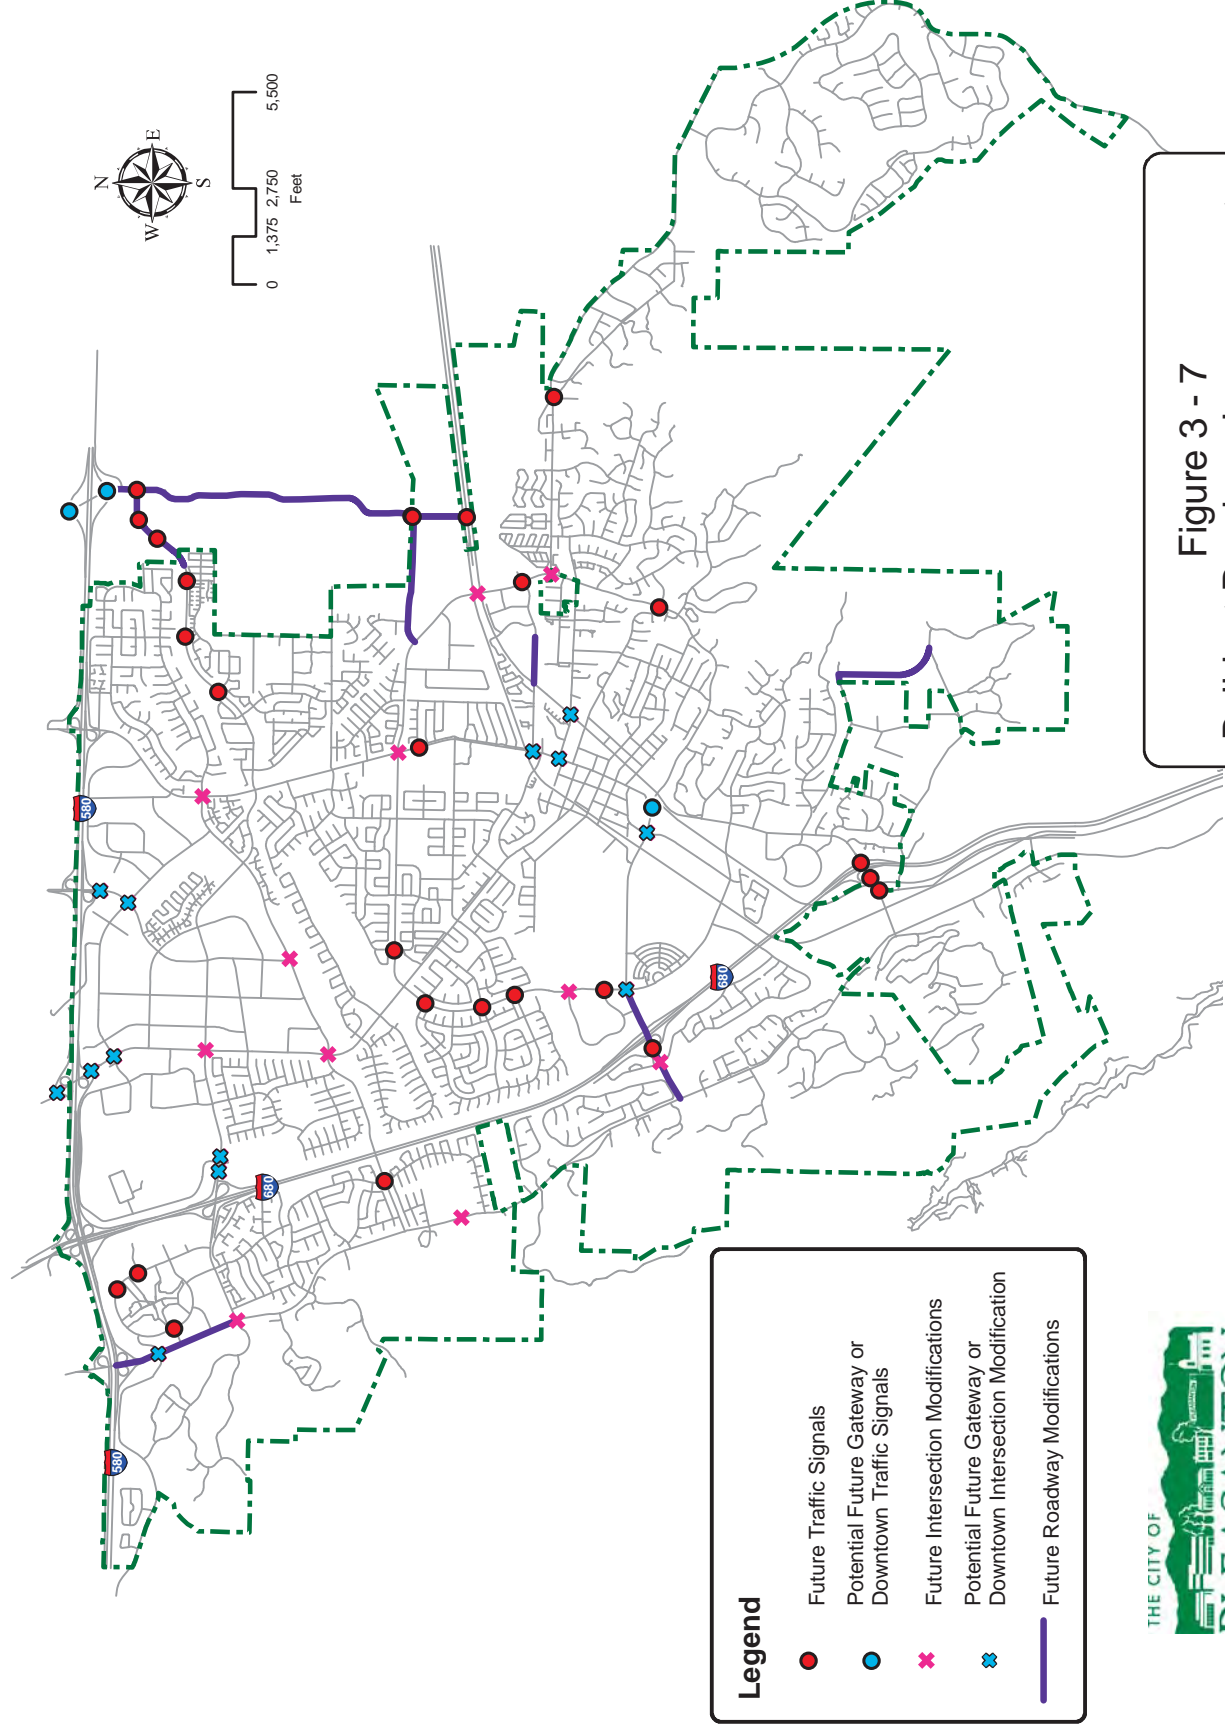 N
W
E
S
0 1,375 2,750 5,500
Feet
580
580
680
680
Legend
Future Traffic Signals
Potential Future Gateway or
Downtown Traffic Signals
Future Intersection Modifications
Potential Future Gateway or
Downtown Intersection Modification
Future Roadway Modifications
Figure 3 - 7
THE CITY OF